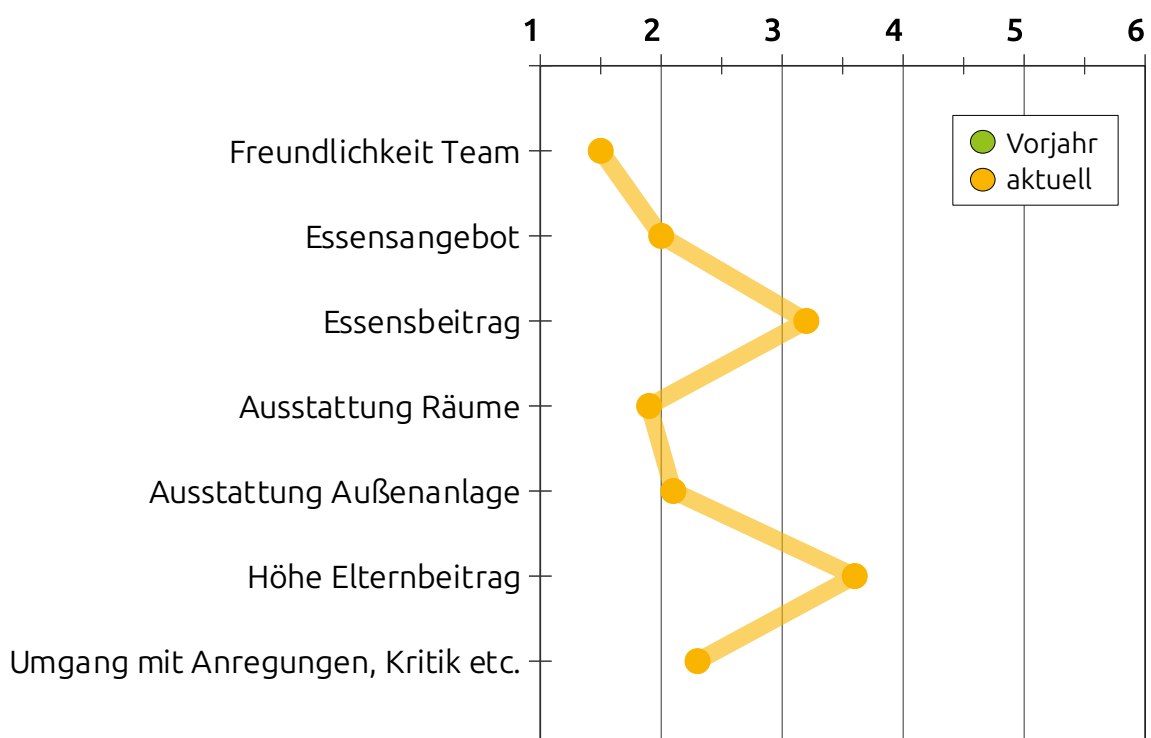 1 2 3 4 5 6
Vorjahr
aktuell
Freundlichkeit Team
Essensangebot
Essensbeitrag
Ausstattung Räume
Ausstattung Außenanlage
Höhe Elternbeitrag
Umgang mit Anregungen, Kritik etc.